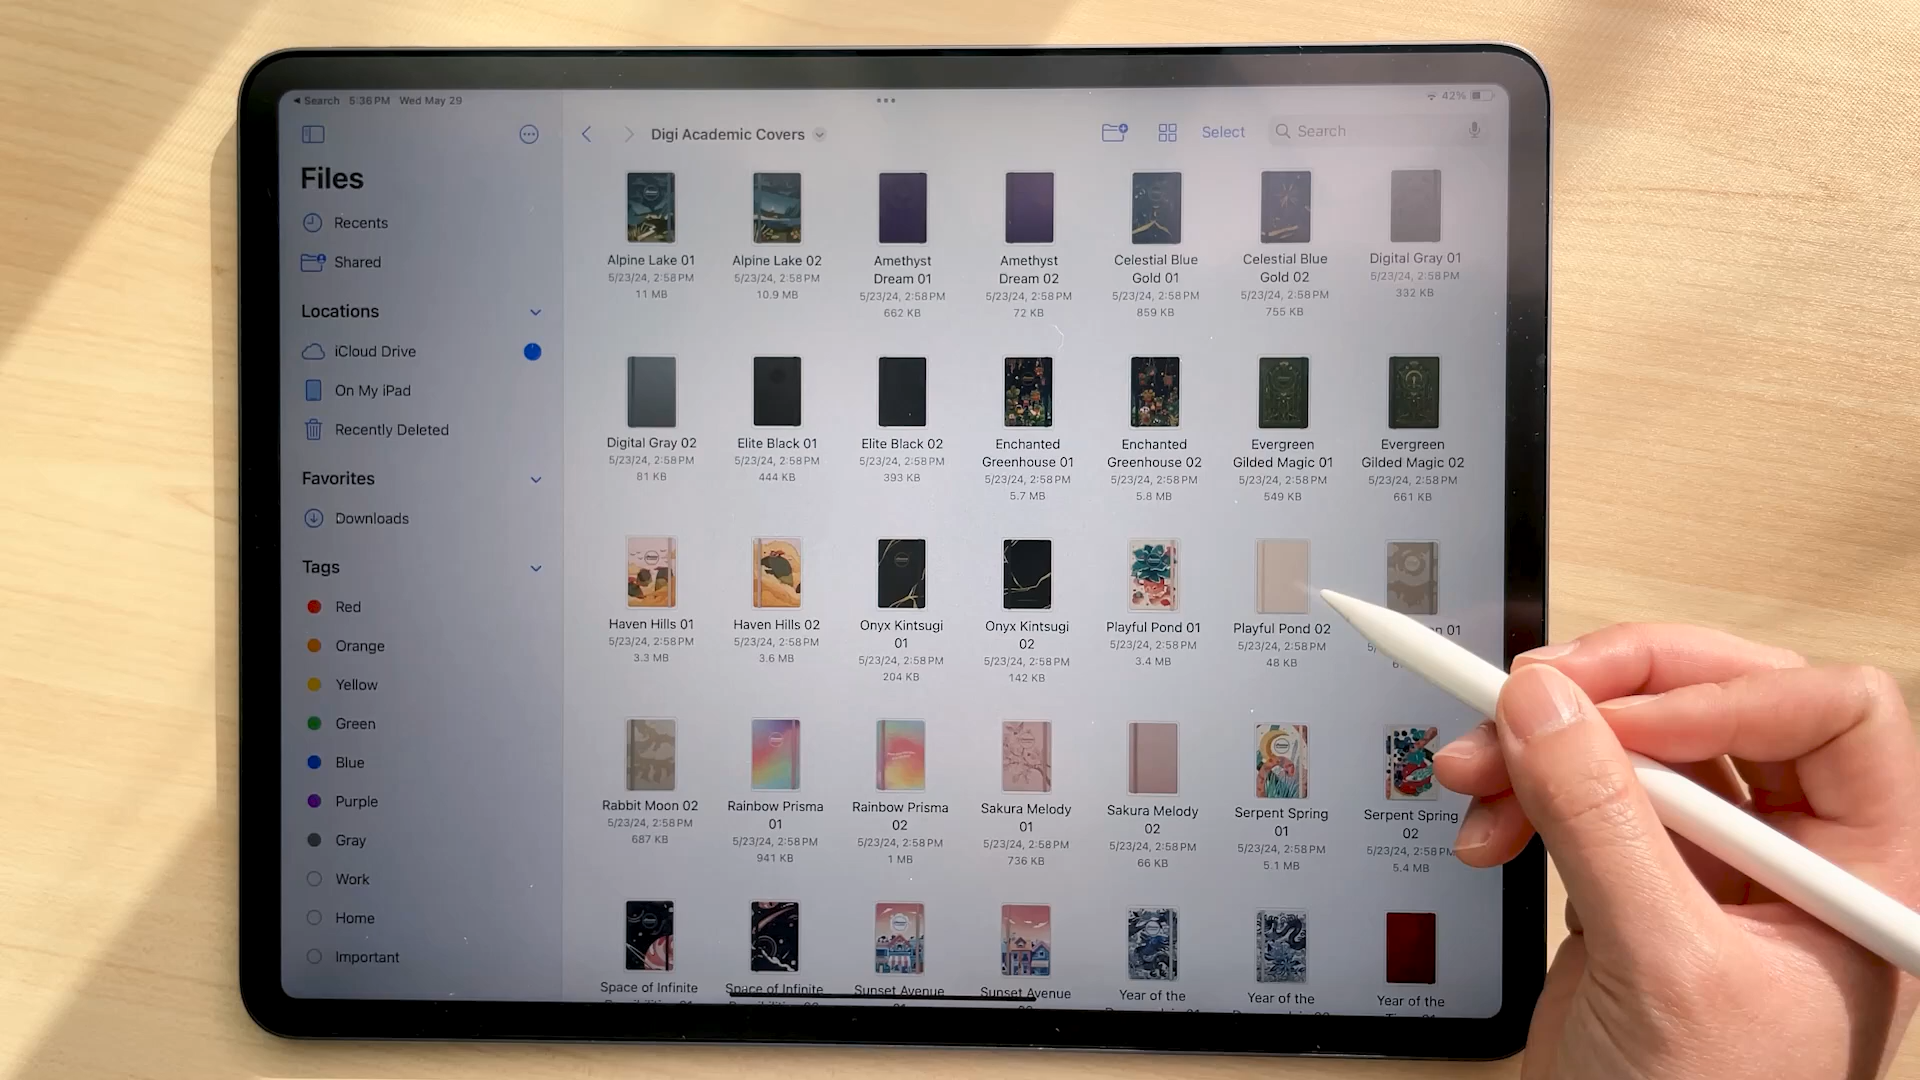 Search 5:36 PM Wed May 29
42%
Files
Digi Academic Covers
Select
Search
Recents
Shared
Locations
iCloud Drive
On My iPad
Recently Deleted
Favorites
Downloads
Tags
Red
Orange
Yellow
Green
Blue
Purple
Gray
Work
Home
Important
Alpine Lake 01
5/23/24, 2:58 PM
11 MB
Alpine Lake 02
5/23/24, 2:58 PM
10.9 MB
Amethyst
Dream 01
5/23/24, 2:58 PM
662 KB
Amethyst
Dream 02
5/23/24, 2:58 PM
72 KB
Celestial Blue
Gold 01
5/23/24, 2:58 PM
859 KB
Celestial Blue
Gold 02
5/23/24, 2:58 PM
755 KB
Digital Gray 01
5/23/24, 2:58 PM
332 KB
Digital Gray 02
5/23/24, 2:58 PM
81 KB
Elite Black 01
5/23/24, 2:58 PM
444 KB
Elite Black 02
5/23/24, 2:58 PM
393 KB
Enchanted
Greenhouse 01
5/23/24, 2:58 PM
5.7 MB
Enchanted
Greenhouse 02
5/23/24, 2:58 PM
5.8 MB
Evergreen
Gilded Magic 01
5/23/24, 2:58 PM
549 KB
Evergreen
Gilded Magic 02
5/23/24, 2:58 PM
661 KB
Haven Hills 01
5/23/24, 2:58 PM
3.3 MB
Haven Hills 02
5/23/24, 2:58 PM
3.6 MB
Onyx Kintsugi
01
5/23/24, 2:58 PM
204 KB
Onyx Kintsugi
02
5/23/24, 2:58 PM
142 KB
Playful Pond 01
5/23/24, 2:58 PM
3.4 MB
Playful Pond 02
5/23/24, 2:58 PM
48 KB
01
Rabbit Moon 02
5/23/24, 2:58 PM
687 KB
Rainbow Prisma
01
5/23/24, 2:58 PM
941 KB
Rainbow Prisma
02
5/23/24, 2:58 PM
1 MB
Sakura Melody
01
5/23/24, 2:58 PM
736 KB
Sakura Melody
02
5/23/24, 2:58 PM
66 KB
Serpent Spring
01
5/23/24, 2:58 PM
5.1 MB
Serpent Spring
02
5/23/24, 2:58 PM
5.4 MB
Space of Infinite
Space of Infinite
Sunset Avenue
Sunset Avenue
Year of the
Year of the
Year of the